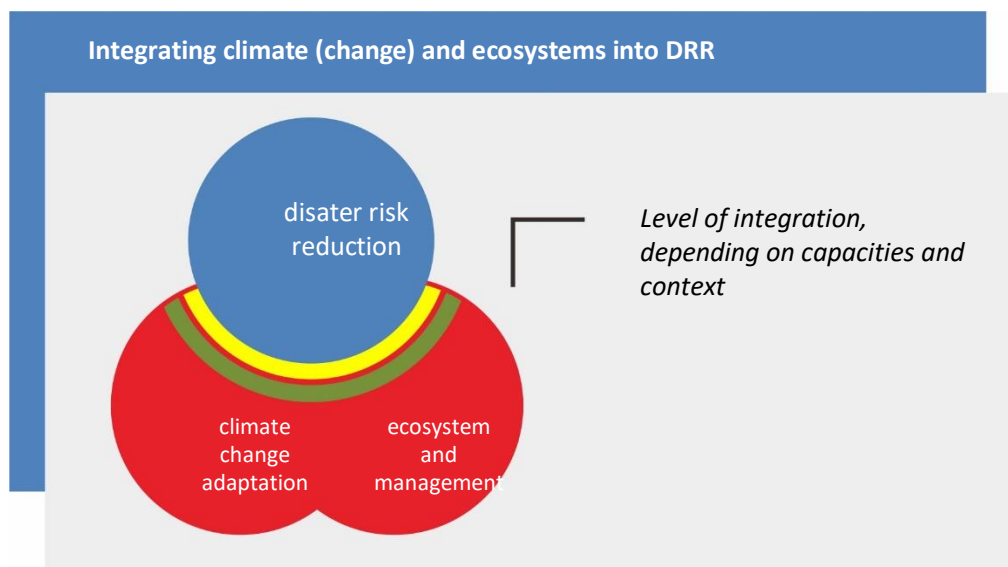 Integrating climate (change) and ecosystems into DRR
disater risk
reduction
Level of integration,
depending on capacities and
context
climate
change
adaptation
ecosystem
and
management